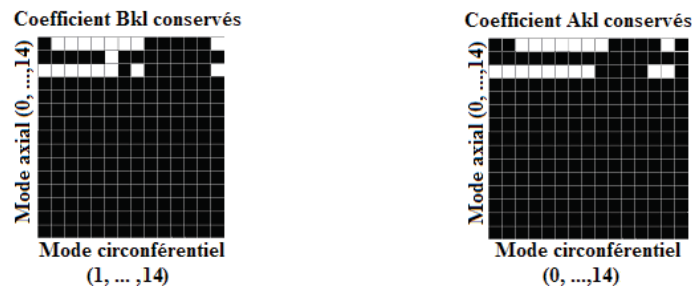 Coefficient Bkl conservés
Mode axial (0, ...,14)
Mode circonférentiel
(1, ... ,14)
Coefficient Akl conservés
Mode axial (0, ...,14)
Mode circonférentiel
(0, ...,14)